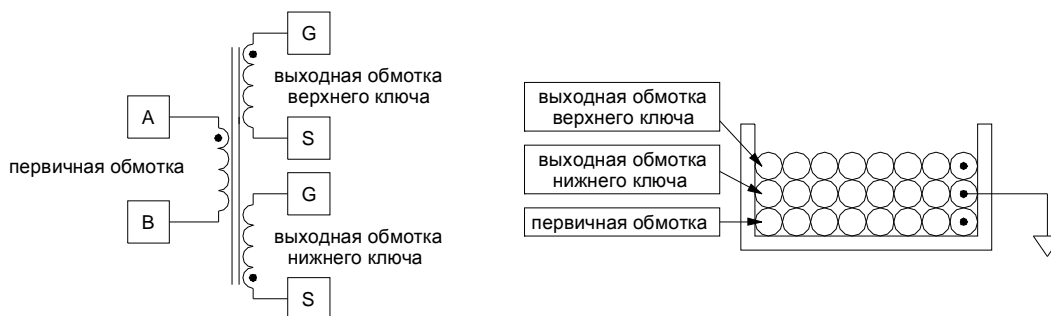 G
выходная обмотка
верхнего ключа
A
S
первичная обмотка
G
B
выходная обмотка
нижнего ключа
S
выходная обмотка
верхнего ключа
выходная обмотка
нижнего ключа
первичная обмотка